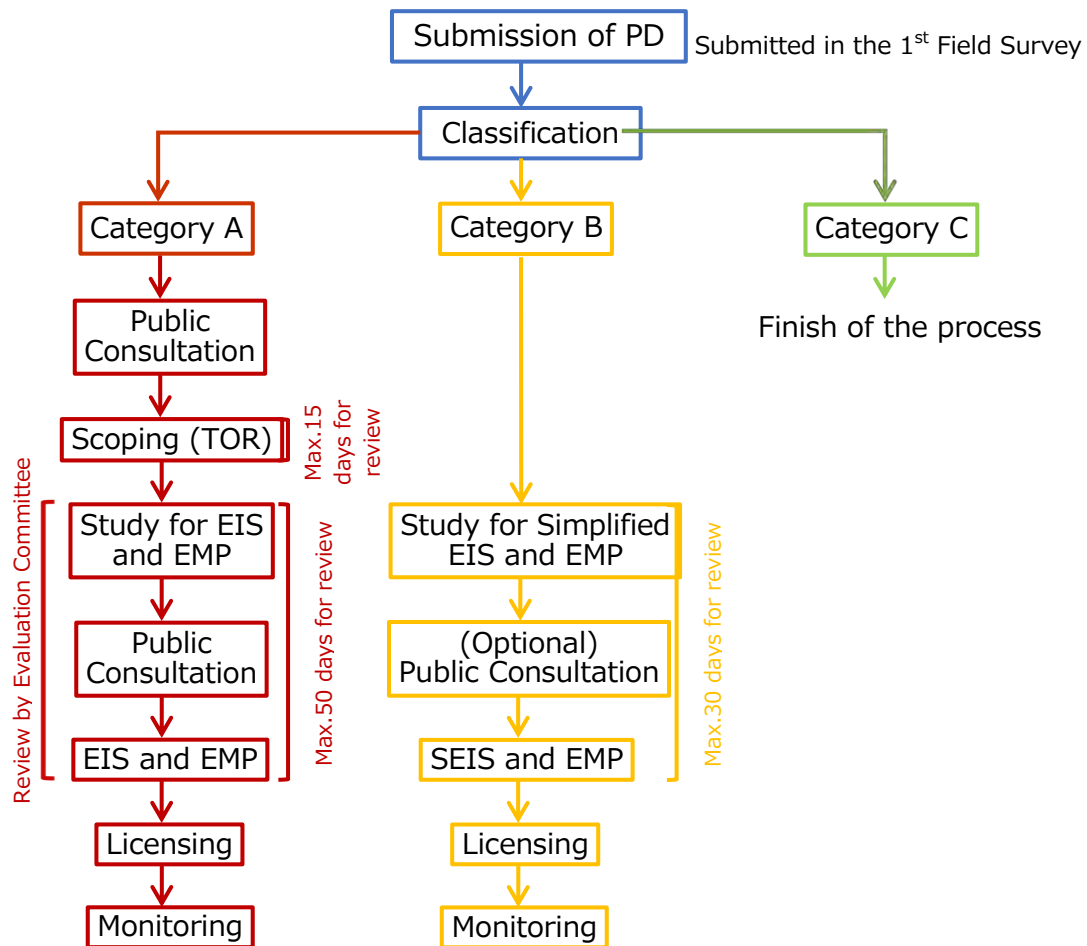 Submission of PD
Submitted in the 1st Field Survey
Classification
Category A
Category B
Category C
Public
Consultation
Finish of the process
Scoping (TOR)
Max.15
days for
review
Review by Evaluation Committee
Study for EIS
and EMP
Max.50 days for review
Study for Simplified
EIS and EMP
Max.30 days for review
Public
Consultation
(Optional)
Public Consultation
EIS and EMP
SEIS and EMP
Licensing
Licensing
Monitoring
Monitoring